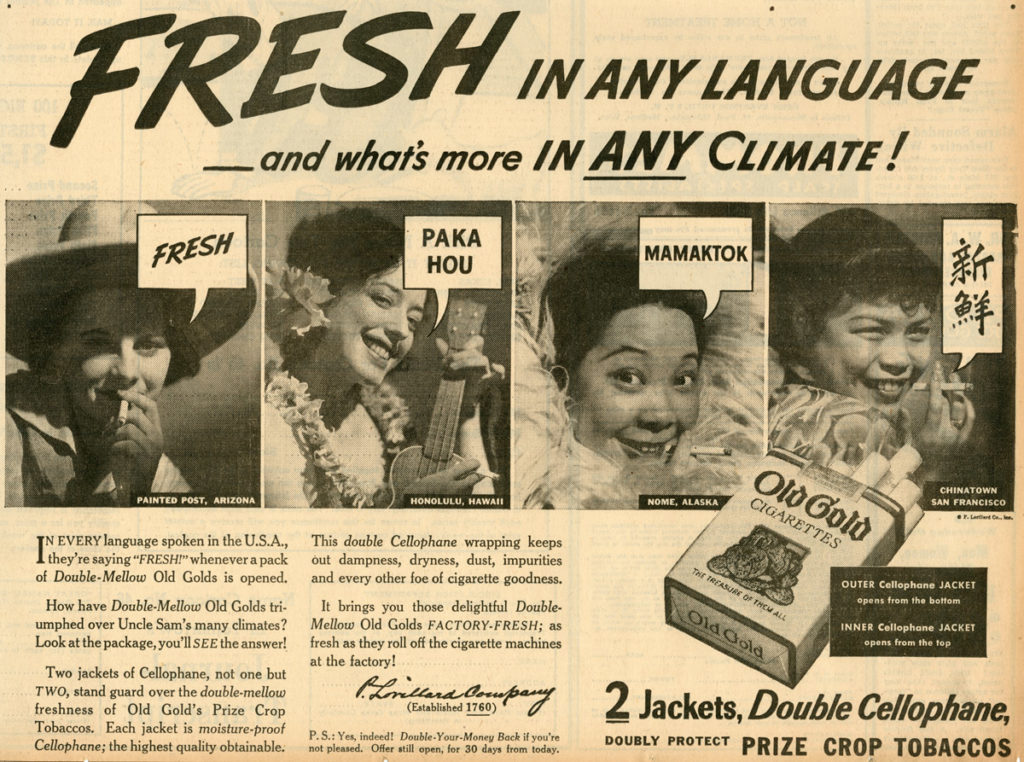 FRESH IN ANY LANGUAGE
—and what's more IN ANY CLIMATE!
FRESH
PAINTED POST, ARIZONA
PAKA
HOU
HONOLULU, HAWAII
MAMAKTOK
NOME, ALASKA
新
鮮
CHINATOWN
SAN FRANCISCO
© P. Lorillard Co., Inc.
IN EVERY language spoken in the U.S.A.,
they're saying "FRESH!" whenever a pack
of Double-Mellow Old Golds is opened.
How have Double-Mellow Old Golds tri-
umphed over Uncle Sam's many climates?
Look at the package, you'll SEE the answer!
Two jackets of Cellophane, not one but
TWO, stand guard over the double-mellow
freshness of Old Gold's Prize Crop
Tobaccos. Each jacket is moisture-proof
Cellophane; the highest quality obtainable.
This double Cellophane wrapping keeps
out dampness, dryness, dust, impurities
and every other foe of cigarette goodness.
It brings you those delightful Double-
Mellow Old Golds FACTORY-FRESH; as
fresh as they roll off the cigarette machines
at the factory!
P. Lorillard Company
(Established 1760)
P. S.: Yes, indeed! Double-Your-Money Back if you're
not pleased. Offer still open, for 30 days from today.
Old Gold
CIGARETTES
THE TREASURE OF THEM ALL
Old Gold
OUTER Cellophane JACKET
opens from the bottom
INNER Cellophane JACKET
opens from the top
2 Jackets, Double Cellophane,
DOUBLY PROTECT PRIZE CROP TOBACCOS